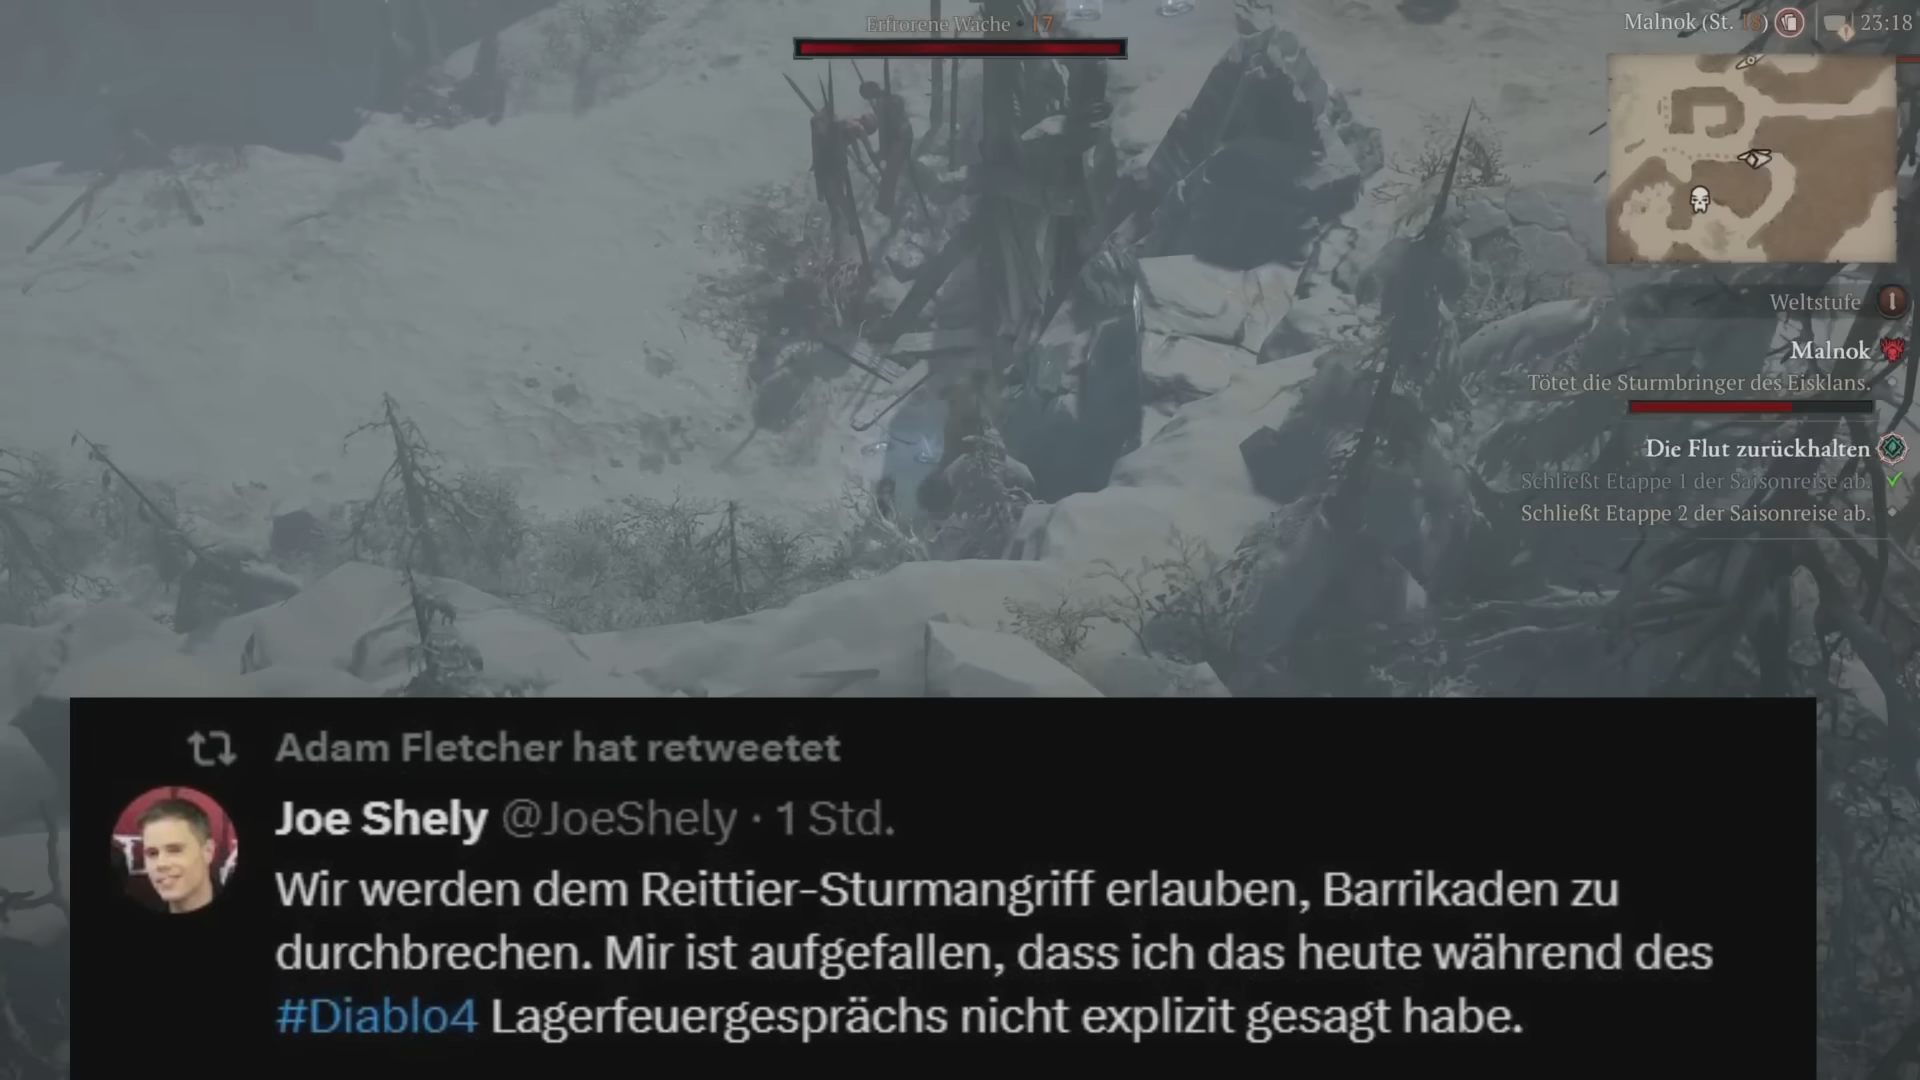 Erfrorene Wache • 17
Malnok (St. 18)
23:18
Weltstufe
Malnok
Tötet die Sturmbringer des Eisklans.
Die Flut zurückhalten
Schließt Etappe 1 der Saisonreise ab.
Schließt Etappe 2 der Saisonreise ab.
Adam Fletcher hat retweetet
Joe Shely @JoeShely · 1 Std.
Wir werden dem Reittier-Sturmangriff erlauben, Barrikaden zu
durchbrechen. Mir ist aufgefallen, dass ich das heute während des
#Diablo4 Lagerfeuergesprächs nicht explizit gesagt habe.